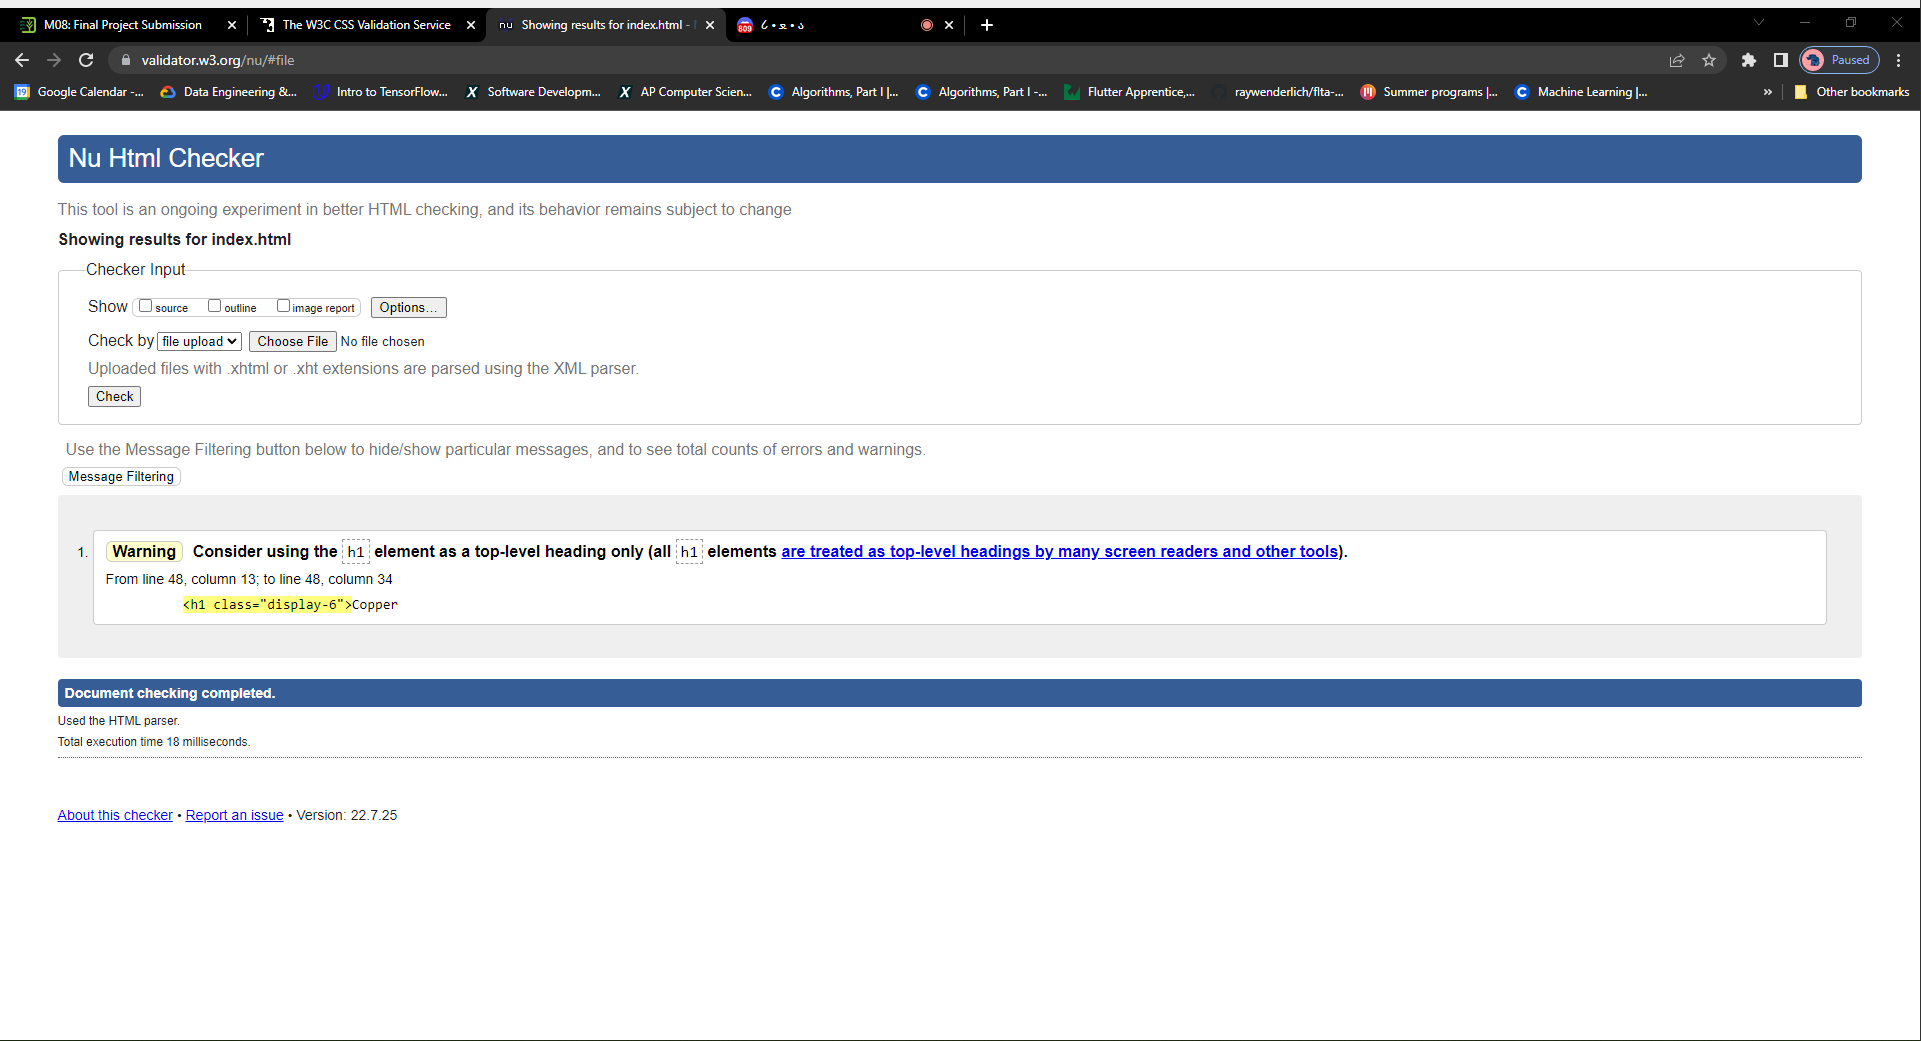 M08: Final Project Submission
The W3C CSS Validation Service
nu Showing results for index.html -
809
validator.w3.org/nu/#file
Paused
19 Google Calendar -...
Data Engineering &...
Intro to TensorFlow...
Software Developm...
AP Computer Scien...
Algorithms, Part I |...
Algorithms, Part I -...
Flutter Apprentice,...
raywenderlich/flta-...
Summer programs |...
Machine Learning |...
» Other bookmarks
Nu Html Checker
This tool is an ongoing experiment in better HTML checking, and its behavior remains subject to change
Showing results for index.html
Checker Input
Show source outline image report Options...
Check by file upload Choose File No file chosen
Uploaded files with .xhtml or .xht extensions are parsed using the XML parser.
Check
Use the Message Filtering button below to hide/show particular messages, and to see total counts of errors and warnings.
Message Filtering
1. Warning Consider using the h1 element as a top-level heading only (all h1 elements are treated as top-level headings by many screen readers and other tools).
From line 48, column 13; to line 48, column 34
<h1 class="display-6">Copper
Document checking completed.
Used the HTML parser.
Total execution time 18 milliseconds.
About this checker • Report an issue • Version: 22.7.25